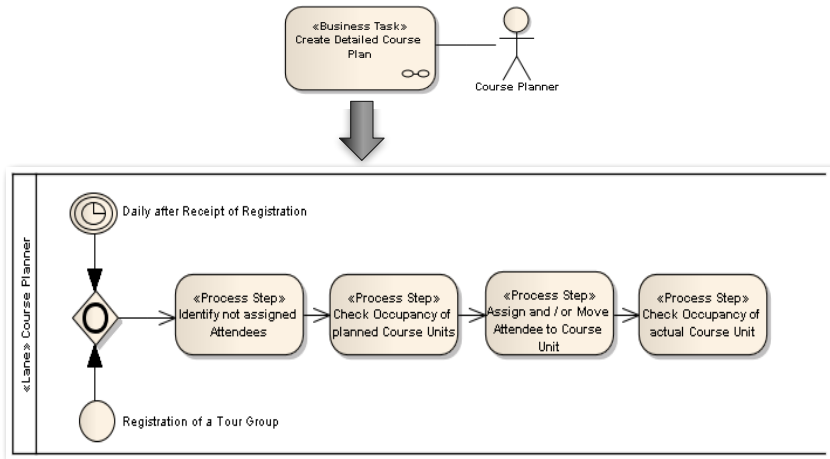 «Business Task»
Create Detailed Course
Plan
Course Planner
«Lane» Course Planner
Daily after Receipt of Registration
«Process Step»
Identify not assigned
Attendees
«Process Step»
Check Occupancy of
planned Course Units
«Process Step»
Assign and / or Move
Attendee to Course
Unit
«Process Step»
Check Occupancy of
actual Course Unit
Registration of a Tour Group